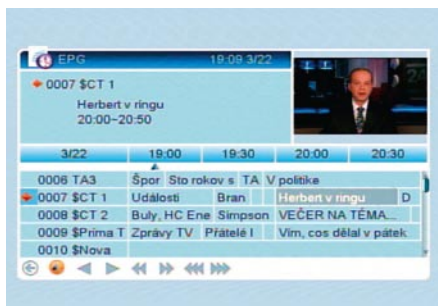 EPG 19:09 3/22
0007 $CT 1
Herbert v ringu
20:00~20:50
24
3/22 19:00 19:30 20:00 20:30
0006 TA3 Špor Sto rokov s TA V politike
0007 $CT 1 Události Bran Herbert v ringu D
0008 $CT 2 Buly, HC Ene Simpson VEČER NA TÉMA...
0009 $Prima T Zprávy TV Přátelé I Vím, cos dělal v pátek
0010 $Nova